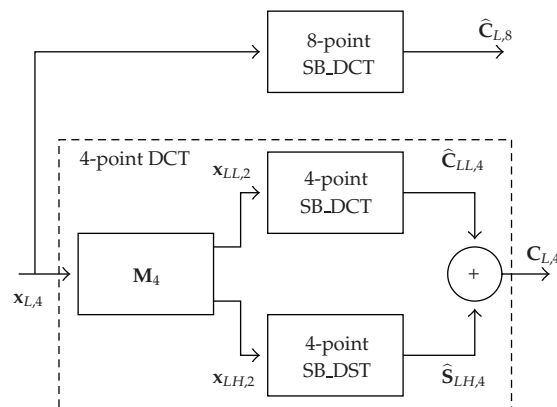 8-point
SB_DCT
Ĉ_{L,8}
4-point DCT
x_{LL,2}
4-point
SB_DCT
Ĉ_{LL,4}
M_4
x_{L,4}
+
C_{L,4}
x_{LH,2}
4-point
SB_DST
Ŝ_{LH,4}